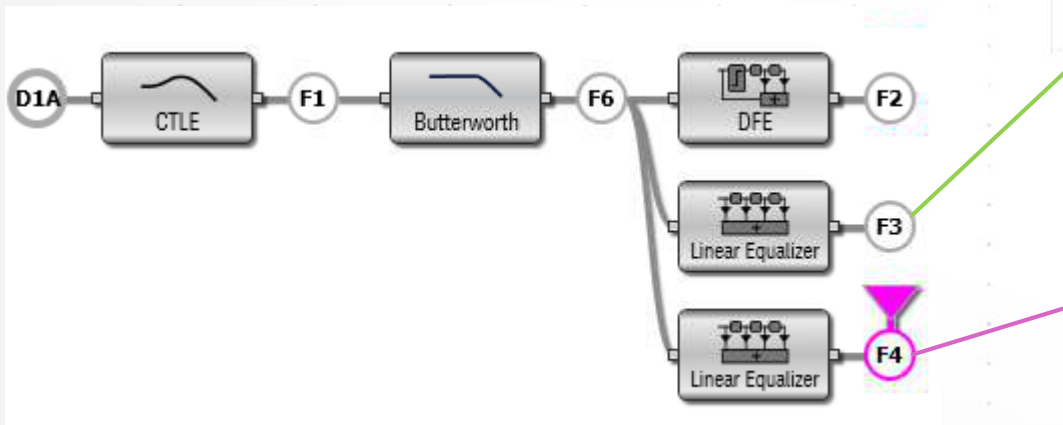 D1A
CTLE
F1
Butterworth
F6
DFE
F2
Linear Equalizer
F3
Linear Equalizer
F4